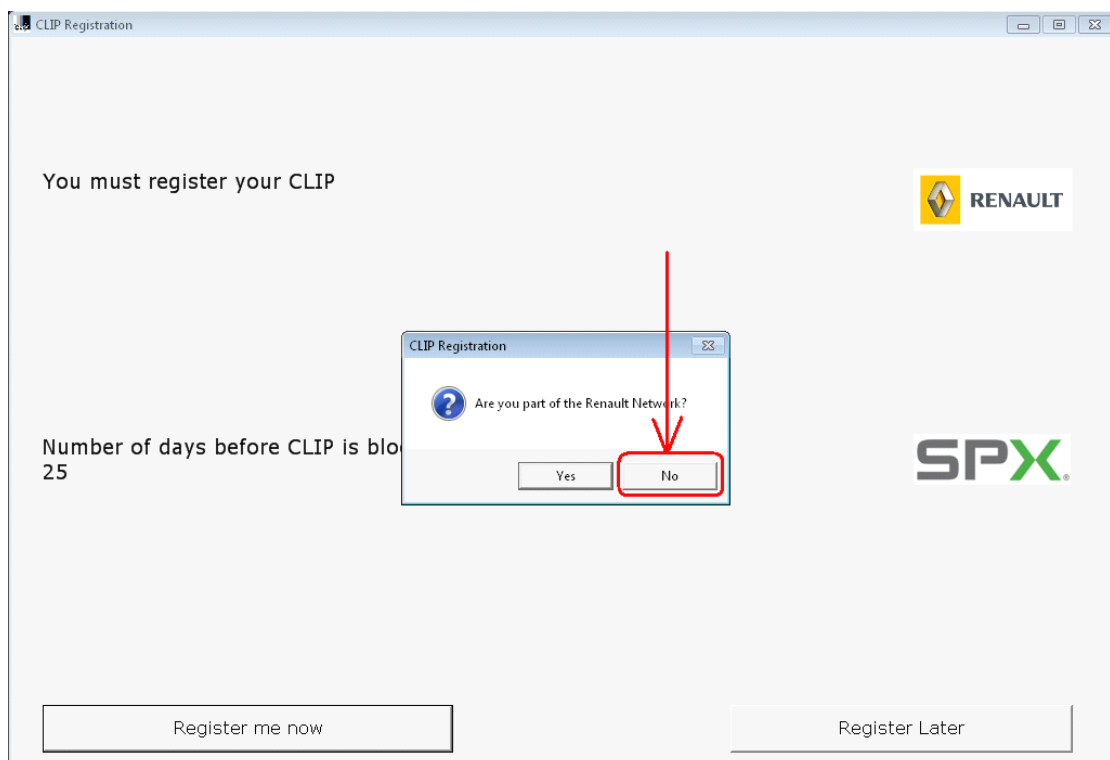 CLIP Registration
You must register your CLIP
RENAULT
CLIP Registration
Are you part of the Renault Network?
Yes
No
Number of days before CLIP is blo
25
SPX
Register me now
Register Later